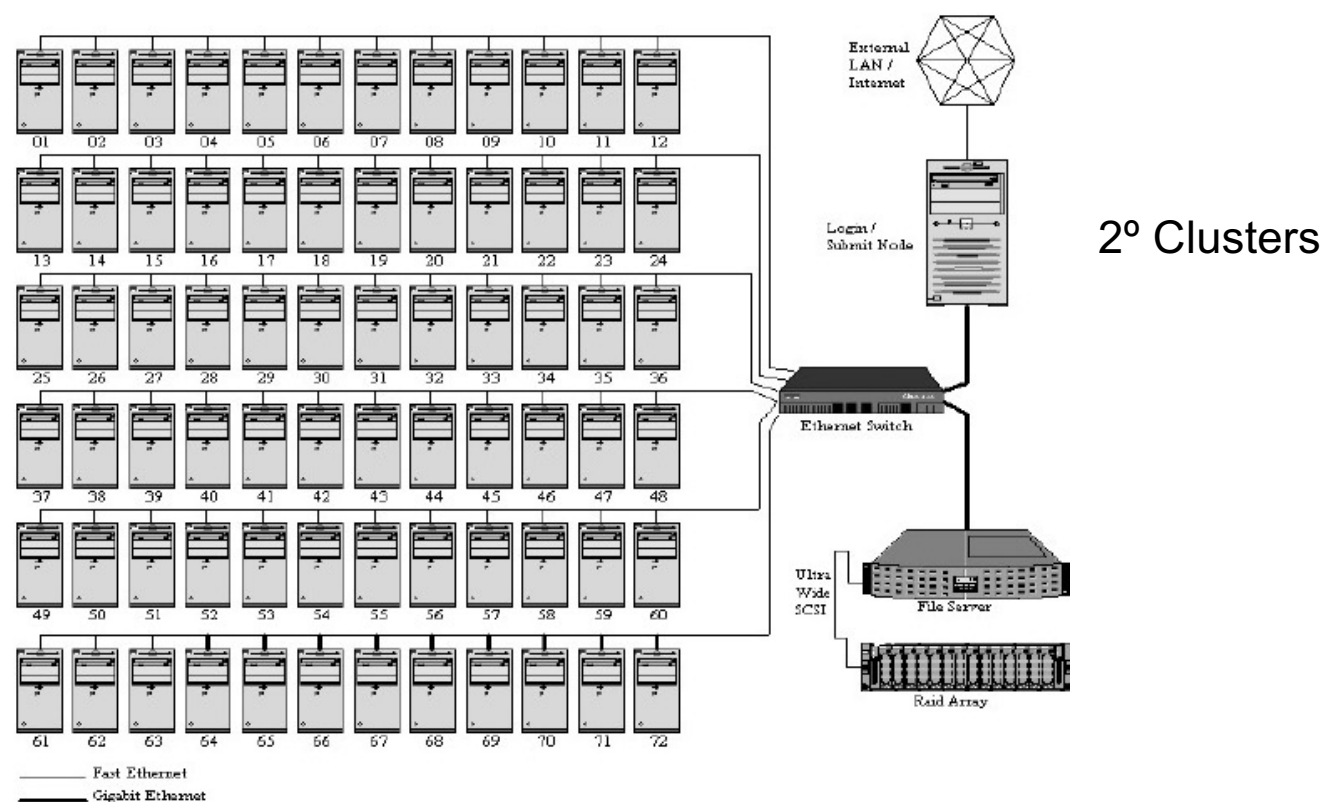 01 02 03 04 05 06 07 08 09 10 11 12
13 14 15 16 17 18 19 20 21 22 23 24
25 26 27 28 29 30 31 32 33 34 35 36
37 38 39 40 41 42 43 44 45 46 47 48
49 50 51 52 53 54 55 56 57 58 59 60
61 62 63 64 65 66 67 68 69 70 71 72
Fast Ethernet
Gigabit Ethernet
External
LAN /
Internet
Login /
Submit Node
Ethernet Switch
Ultra
Wide
SCSI
File Server
Raid Array
2º Clusters